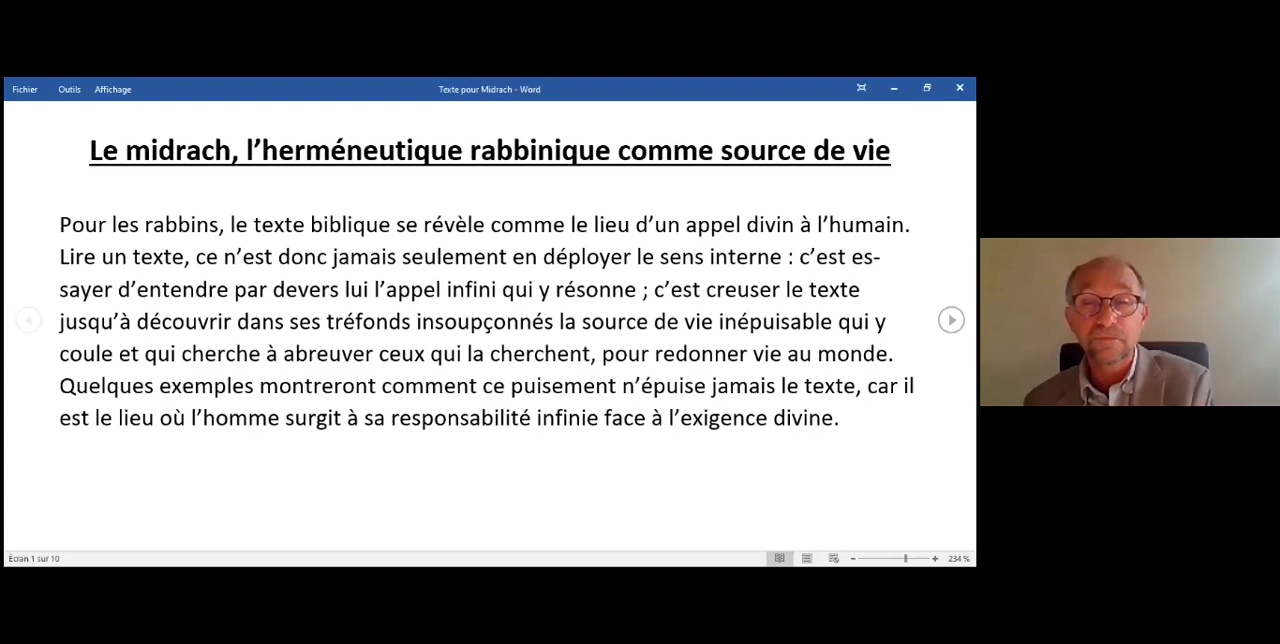 Fichier Outils Affichage Texte pour Midrach - Word
Le midrach, l’herméneutique rabbinique comme source de vie
Pour les rabbins, le texte biblique se révèle comme le lieu d’un appel divin à l’humain.
Lire un texte, ce n’est donc jamais seulement en déployer le sens interne : c’est es-
sayer d’entendre par devers lui l’appel infini qui y résonne ; c’est creuser le texte
jusqu’à découvrir dans ses tréfonds insoupçonnés la source de vie inépuisable qui y
coule et qui cherche à abreuver ceux qui la cherchent, pour redonner vie au monde.
Quelques exemples montreront comment ce puisement n’épuise jamais le texte, car il
est le lieu où l’homme surgit à sa responsabilité infinie face à l’exigence divine.
Écran 1 sur 10 234 %